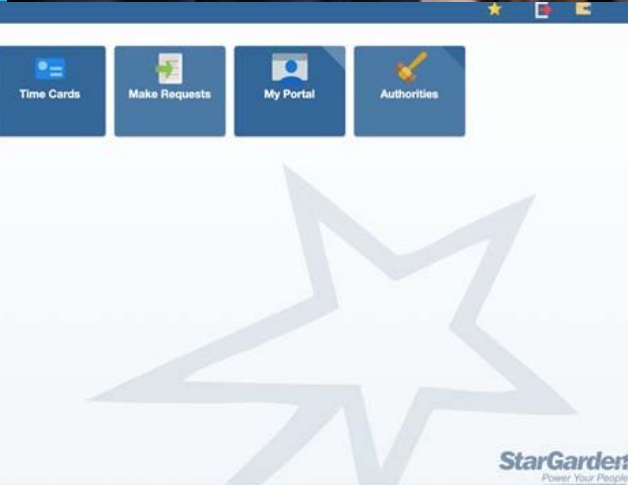 Time Cards
Make Requests
My Portal
Authorities
StarGarden
Power Your People